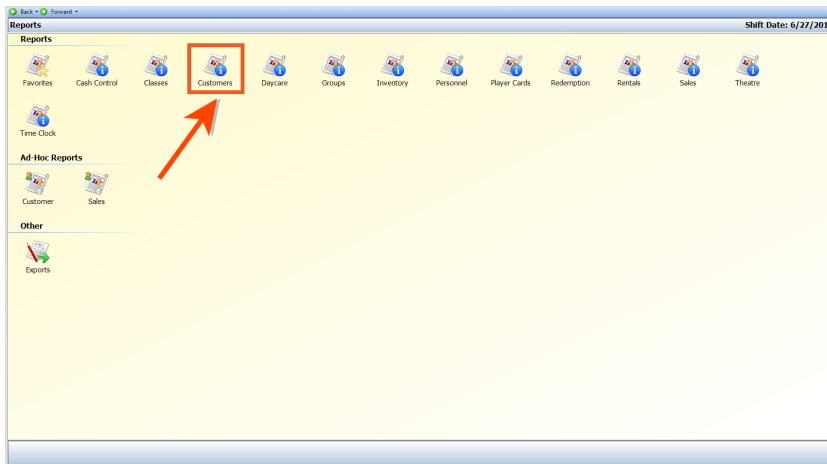 Back Forward
Reports Shift Date: 6/27/201
Reports
Favorites Cash Control Classes Customers Daycare Groups Inventory Personnel Player Cards Redemption Rentals Sales Theatre
Time Clock
Ad-Hoc Reports
Customer Sales
Other
Exports